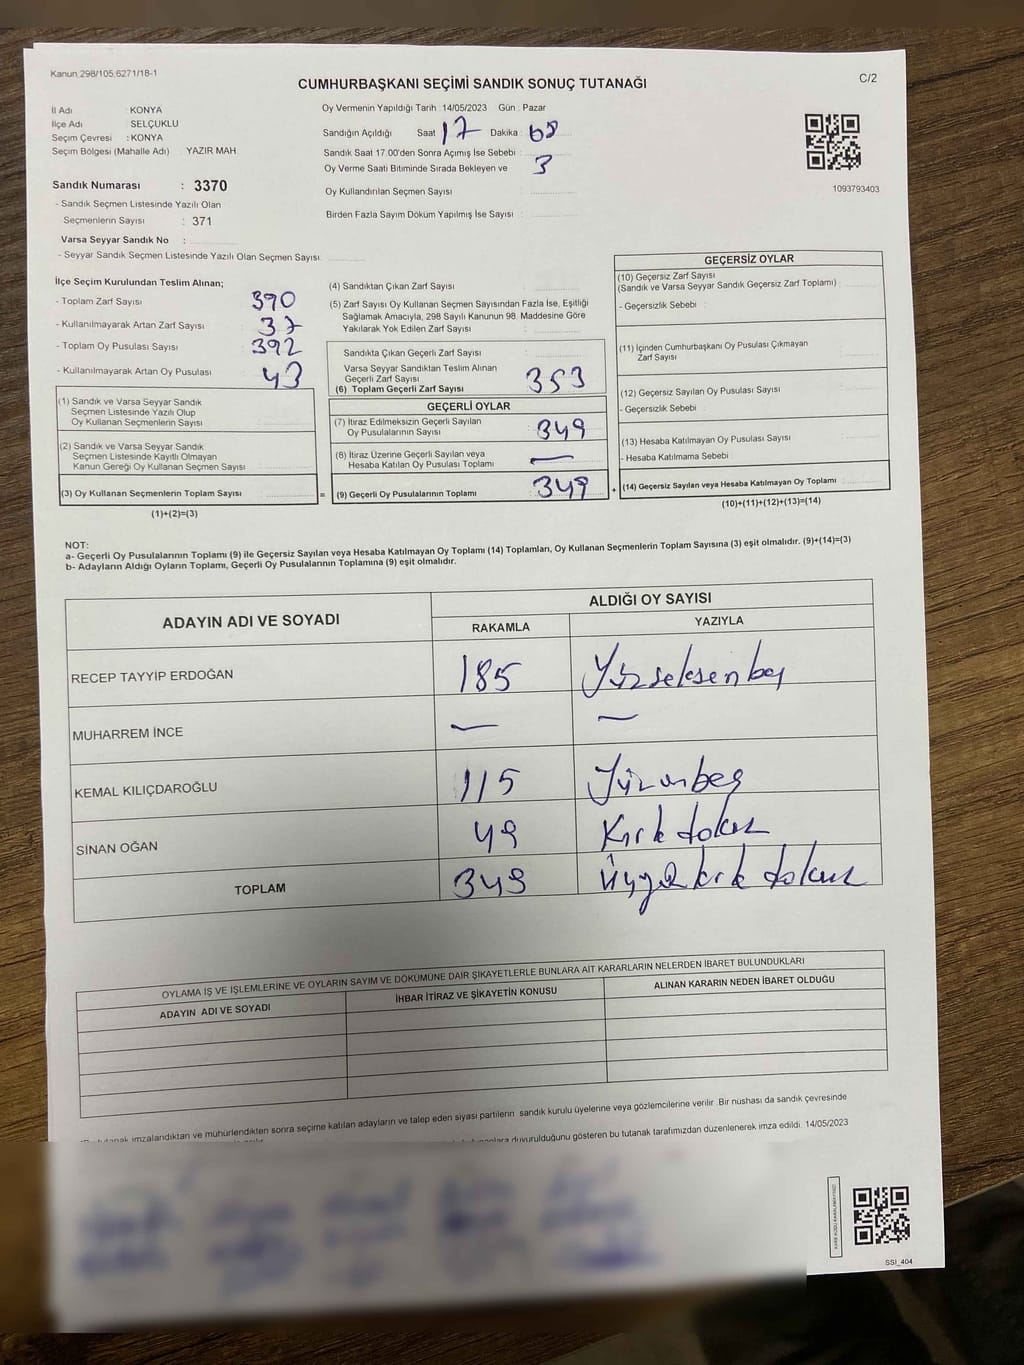 Kanun 298/105,6271/18-1
C/2
CUMHURBAŞKANI SEÇİMİ SANDIK SONUÇ TUTANAĞI
İl Adı KONYA
İlçe Adı SELÇUKLU
Seçim Çevresi : KONYA
Seçim Bölgesi (Mahalle Adı) YAZIR MAH
Sandık Numarası : 3370
- Sandık Seçmen Listesinde Yazılı Olan
Seçmenlerin Sayısı : 371
Varsa Seyyar Sandık No :
- Seyyar Sandık Seçmen Listesinde Yazılı Olan Seçmen Sayısı
Oy Vermenin Yapıldığı Tarih : 14/05/2023 Gün : Pazar
Sandığın Açıldığı Saat 17 Dakika :
Sandık Saat 17.00'den Sonra Açımış İse Sebebi :
Oy Verme Saati Bitiminde Sırada Bekleyen ve 3
Oy Kullandırılan Seçmen Sayısı :
Birden Fazla Sayım Döküm Yapılmış İse Sayısı :
1093793403
İlçe Seçim Kurulundan Teslim Alınan;
- Toplam Zarf Sayısı 390
- Kullanılmayarak Artan Zarf Sayısı 37
- Toplam Oy Pusulası Sayısı 392
- Kullanılmayarak Artan Oy Pusulası 43
(1) Sandık ve Varsa Seyyar Sandık
Seçmen Listesinde Yazılı Olup
Oy Kullanan Seçmenlerin Sayısı
(2) Sandık ve Varsa Seyyar Sandık
Seçmen Listesinde Kayıtlı Olmayan
Kanun Gereği Oy Kullanan Seçmen Sayısı
(3) Oy Kullanan Seçmenlerin Toplam Sayısı =
(1)+(2)=(3)
(4) Sandıktan Çıkan Zarf Sayısı :
(5) Zarf Sayısı Oy Kullanan Seçmen Sayısından Fazla İse, Eşitliği
Sağlamak Amacıyla, 298 Sayılı Kanunun 98. Maddesine Göre
Yakılarak Yok Edilen Zarf Sayısı :
Sandıkta Çıkan Geçerli Zarf Sayısı
Varsa Seyyar Sandıktan Teslim Alınan
Geçerli Zarf Sayısı
(6) Toplam Geçerli Zarf Sayısı 353
GEÇERLİ OYLAR
(7) İtiraz Edilmeksizin Geçerli Sayılan
Oy Pusulalarının Sayısı 349
(8) İtiraz Üzerine Geçerli Sayılan veya
Hesaba Katılan Oy Pusulası Toplamı —
(9) Geçerli Oy Pusulalarının Toplamı 349 +
GEÇERSİZ OYLAR
(10) Geçersiz Zarf Sayısı
(Sandık ve Varsa Seyyar Sandık Geçersiz Zarf Toplamı)
- Geçersizlik Sebebi
(11) İçinden Cumhurbaşkanı Oy Pusulası Çıkmayan
Zarf Sayısı
(12) Geçersiz Sayılan Oy Pusulası Sayısı
- Geçersizlik Sebebi :
(13) Hesaba Katılmayan Oy Pusulası Sayısı
- Hesaba Katılmama Sebebi :
(14) Geçersiz Sayılan veya Hesaba Katılmayan Oy Toplamı
(10)+(11)+(12)+(13)=(14)
NOT:
a- Geçerli Oy Pusulalarının Toplamı (9) ile Geçersiz Sayılan veya Hesaba Katılmayan Oy Toplamı (14) Toplamları, Oy Kullanan Seçmenlerin Toplam Sayısına (3) eşit olmalıdır. (9)+(14)=(3)
b- Adayların Aldığı Oyların Toplamı, Geçerli Oy Pusulalarının Toplamına (9) eşit olmalıdır.
ADAYIN ADI VE SOYADI
ALDIĞI OY SAYISI
RAKAMLA YAZIYLA
RECEP TAYYİP ERDOĞAN 185 Yüzseksenbeş
MUHARREM İNCE — —
KEMAL KILIÇDAROĞLU 115 Yüzonbeş
SİNAN OĞAN 49 Kırk dokuz
TOPLAM 349 Üçyüz kırk dokuz
OYLAMA İŞ VE İŞLEMLERİNE VE OYLARIN SAYIM VE DÖKÜMÜNE DAİR ŞİKAYETLERLE BUNLARA AİT KARARLARIN NELERDEN İBARET BULUNDUKLARI
ADAYIN ADI VE SOYADI İHBAR İTİRAZ VE ŞİKAYETİN KONUSU ALINAN KARARIN NEDEN İBARET OLDUĞU
tutanak imzalandıktan ve mühürlendikten sonra seçime katılan adayların ve talep eden siyasi partilerin sandık kurulu üyelerine veya gözlemcilerine verilir .Bir nüshası da sandık çevresinde
duyurulduğunu gösteren bu tutanak tarafımızdan düzenlenerek imza edildi. 14/05/2023
SSI_404